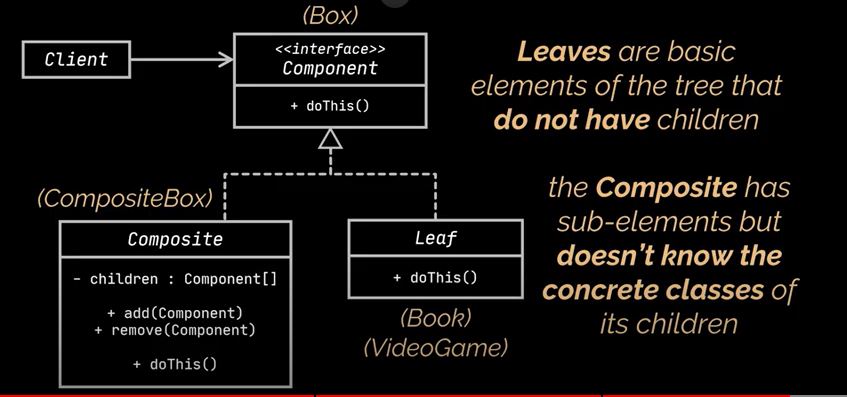 (Box)
Client
<<interface>>
Component
+ doThis()
Leaves are basic
elements of the tree that
do not have children
(CompositeBox)
Composite
- children : Component[]
+ add(Component)
+ remove(Component)
+ doThis()
Leaf
+ doThis()
(Book)
(VideoGame)
the Composite has
sub-elements but
doesn't know the
concrete classes of
its children